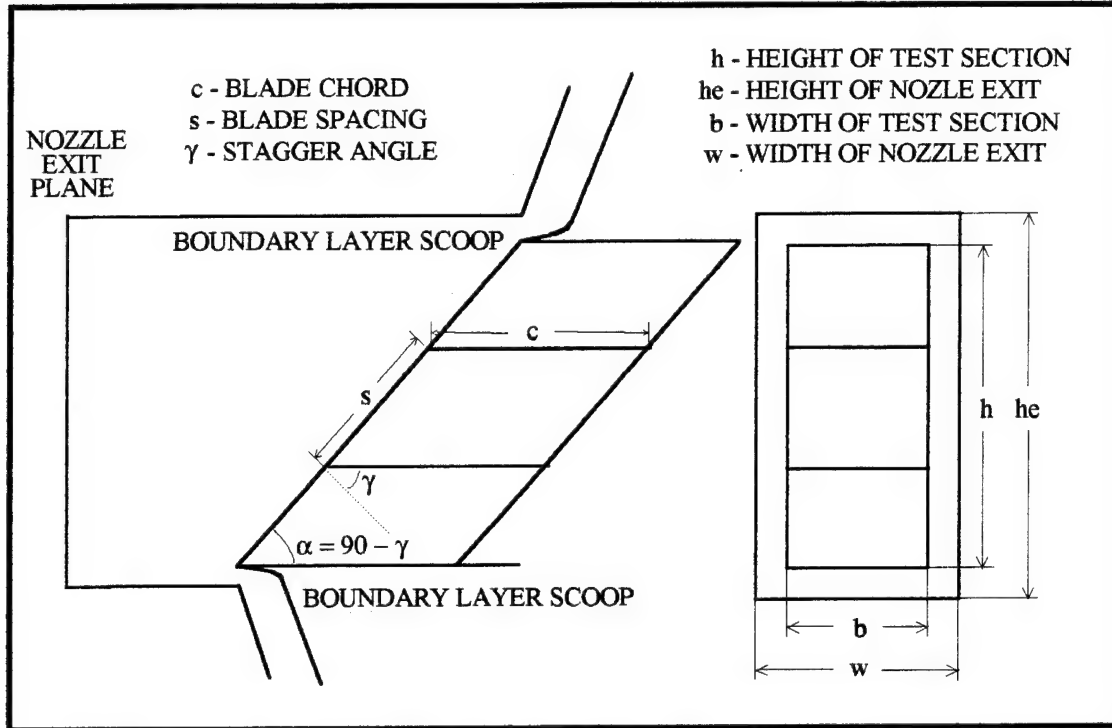 c - BLADE CHORD
s - BLADE SPACING
γ - STAGGER ANGLE
h - HEIGHT OF TEST SECTION
he - HEIGHT OF NOZLE EXIT
b - WIDTH OF TEST SECTION
w - WIDTH OF NOZZLE EXIT
NOZZLE
EXIT
PLANE
BOUNDARY LAYER SCOOP
c
s
γ
α = 90 - γ
BOUNDARY LAYER SCOOP
h
he
b
w